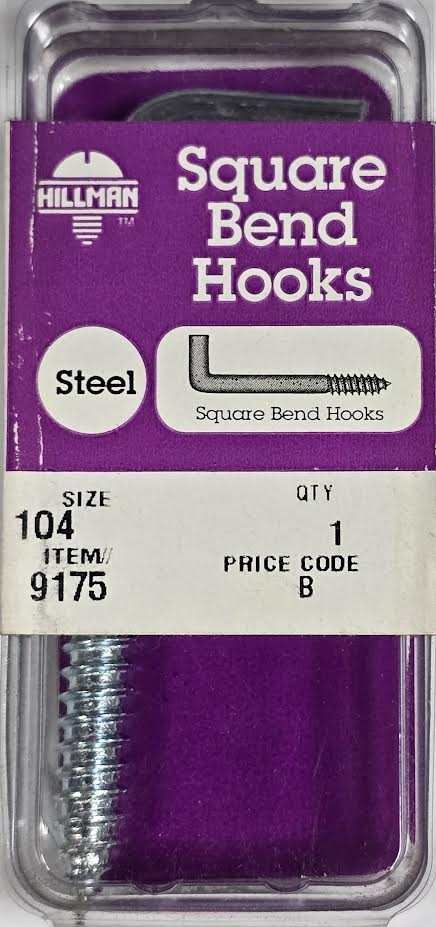 HILLMAN
TM
Square
Bend
Hooks
Steel
Square Bend Hooks
SIZE
104
QTY
1
ITEM//
9175
PRICE CODE
B